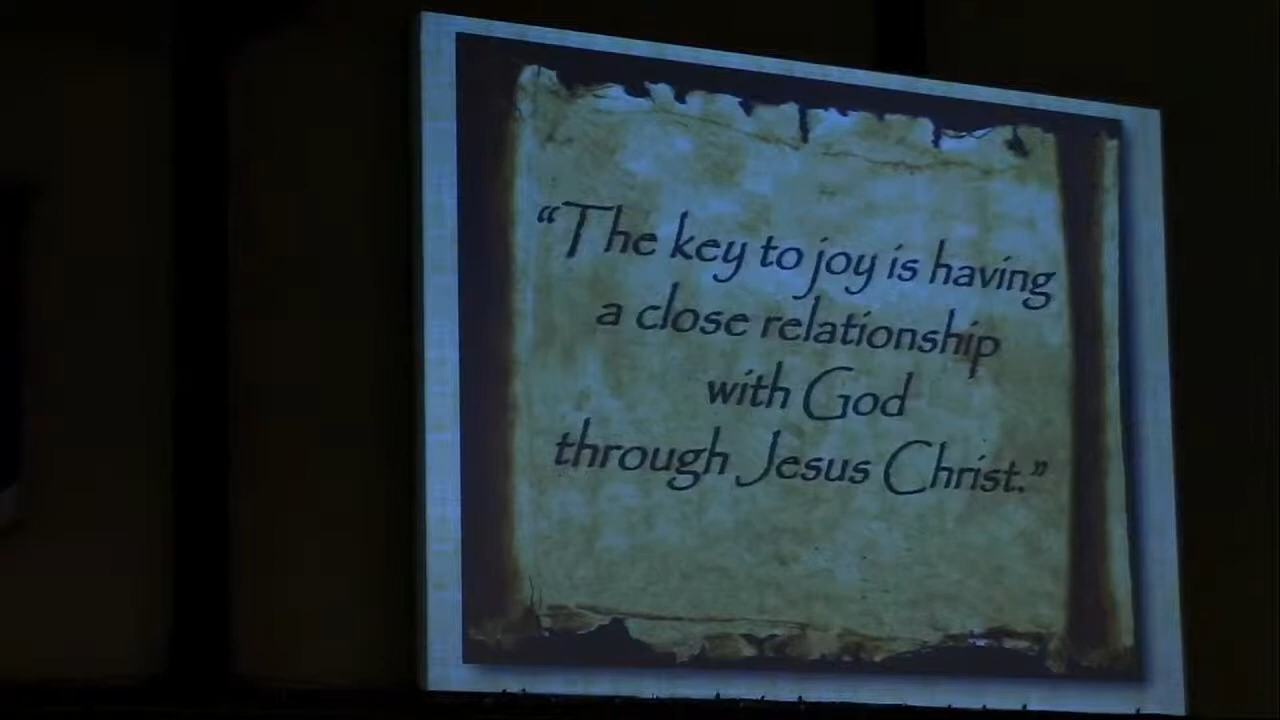 “The key to joy is having
a close relationship
with God
through Jesus Christ.”